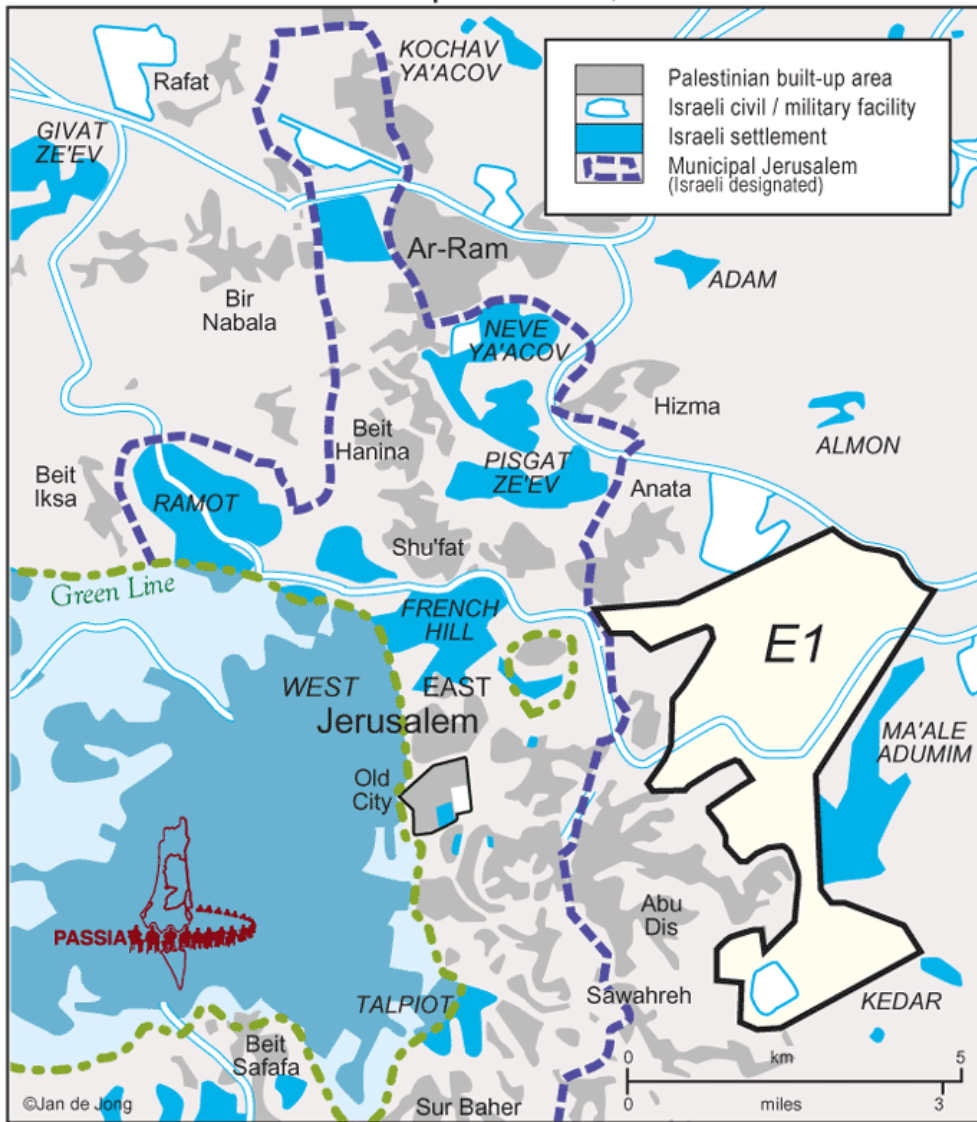 KOCHAV
YA'ACOV
Rafat
Palestinian built-up area
Israeli civil / military facility
Israeli settlement
Municipal Jerusalem
(Israeli designated)
GIVAT
ZE'EV
Ar-Ram
ADAM
Bir
Nabala
NEVE
YA'ACOV
Hizma
Beit
Hanina
ALMON
Beit
Iksa
RAMOT
PISGAT
ZE'EV
Anata
Shu'fat
Green Line
FRENCH
HILL
E1
WEST
EAST
Jerusalem
MA'ALE
ADUMIM
Old
City
PASSIA
Abu
Dis
TALPIOT
Sawahreh
KEDAR
Beit
Safafa
0 km 5
0 miles 3
©Jan de Jong
Sur Baher